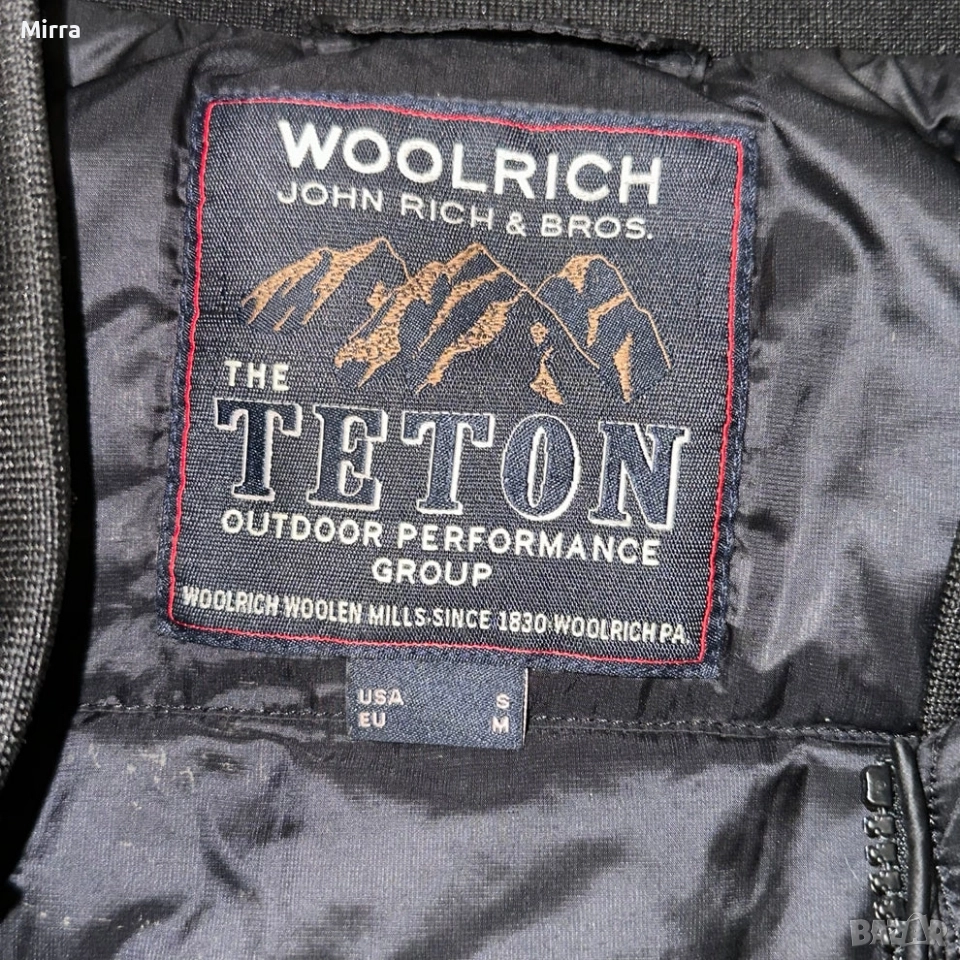 Mirra
WOOLRICH
JOHN RICH & BROS.
THE
TETON
OUTDOOR PERFORMANCE
GROUP
WOOLRICH WOOLEN MILLS·SINCE 1830·WOOLRICH PA.
USA S
EU M
BAZAR